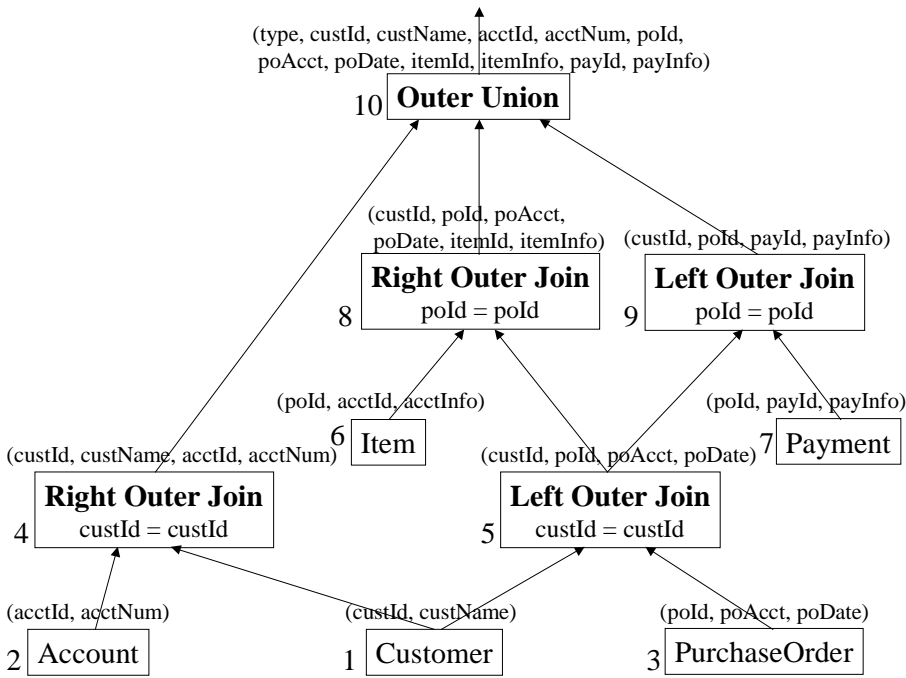 (type, custId, custName, acctId, acctNum, poId,
poAcct, poDate, itemId, itemInfo, payId, payInfo)
10 Outer Union
(custId, poId, poAcct,
poDate, itemId, itemInfo)
Right Outer Join
8 poId = poId
(custId, poId, payId, payInfo)
Left Outer Join
9 poId = poId
(poId, acctId, acctInfo)
6 Item
(poId, payId, payInfo)
7 Payment
(custId, custName, acctId, acctNum)
Right Outer Join
4 custId = custId
(custId, poId, poAcct, poDate)
Left Outer Join
5 custId = custId
(acctId, acctNum)
2 Account
(custId, custName)
1 Customer
(poId, poAcct, poDate)
3 PurchaseOrder